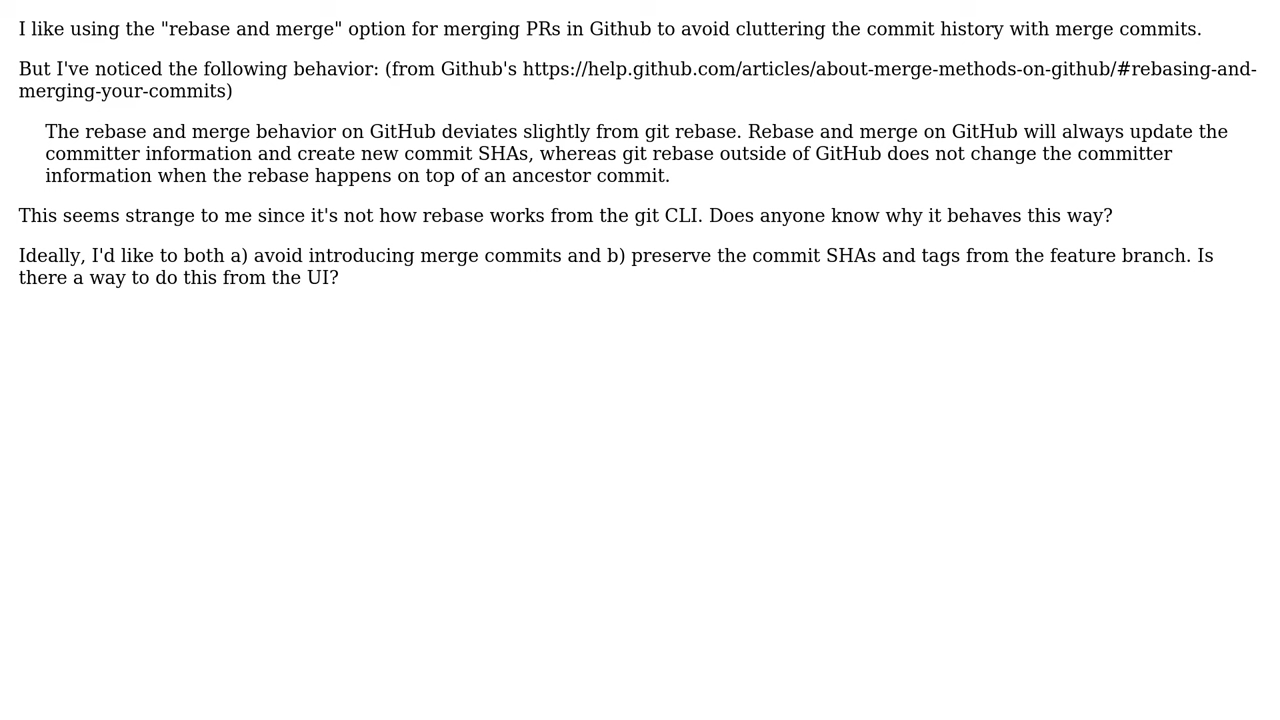 I like using the "rebase and merge" option for merging PRs in Github to avoid cluttering the commit history with merge commits.
But I've noticed the following behavior: (from Github's https://help.github.com/articles/about-merge-methods-on-github/#rebasing-and-
merging-your-commits)
The rebase and merge behavior on GitHub deviates slightly from git rebase. Rebase and merge on GitHub will always update the
committer information and create new commit SHAs, whereas git rebase outside of GitHub does not change the committer
information when the rebase happens on top of an ancestor commit.
This seems strange to me since it's not how rebase works from the git CLI. Does anyone know why it behaves this way?
Ideally, I'd like to both a) avoid introducing merge commits and b) preserve the commit SHAs and tags from the feature branch. Is
there a way to do this from the UI?